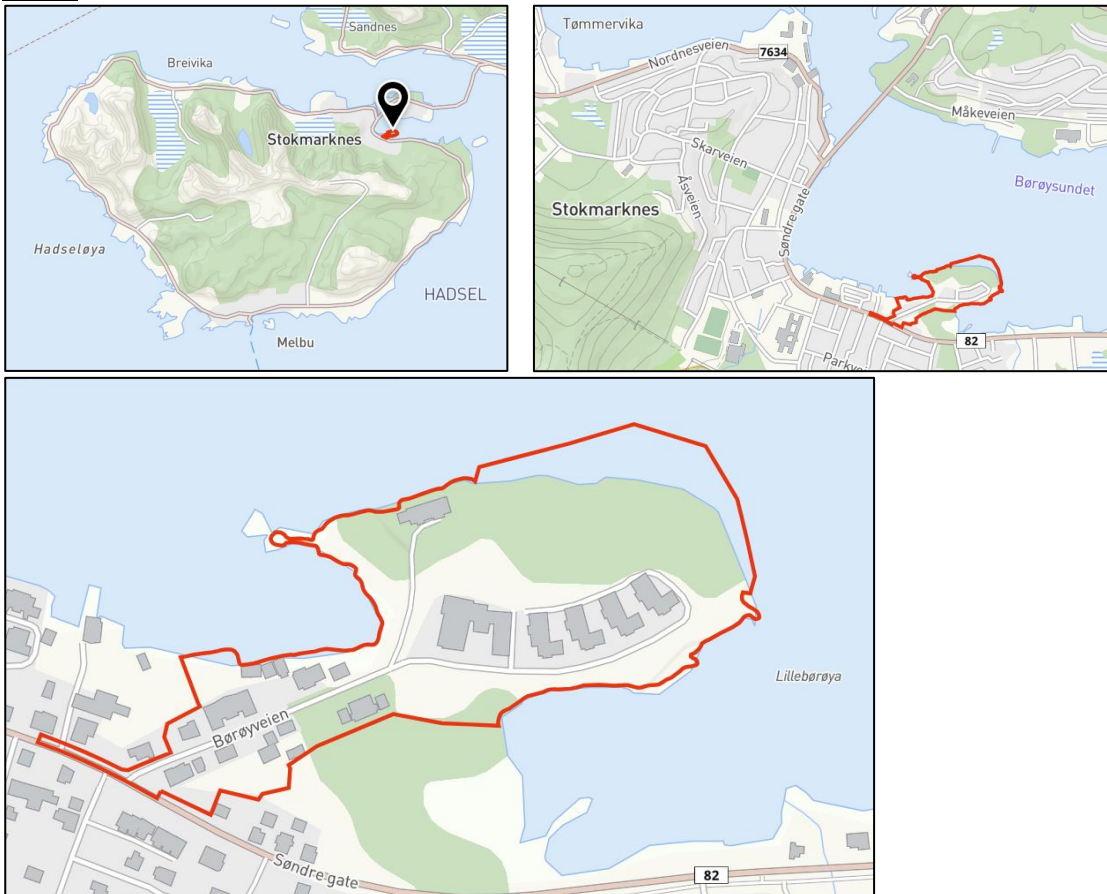 Sandnes
Breivika
Stokmarknes
Hadseløya
HADSEL
Melbu
Tømmervika
Nordnesveien
7634
Måkeveien
Skarveien
Børøysundet
Åsveien
Stokmarknes
Søndre gate
82
Parkvei
Lillebørøya
Børøyveien
Søndre gate
82